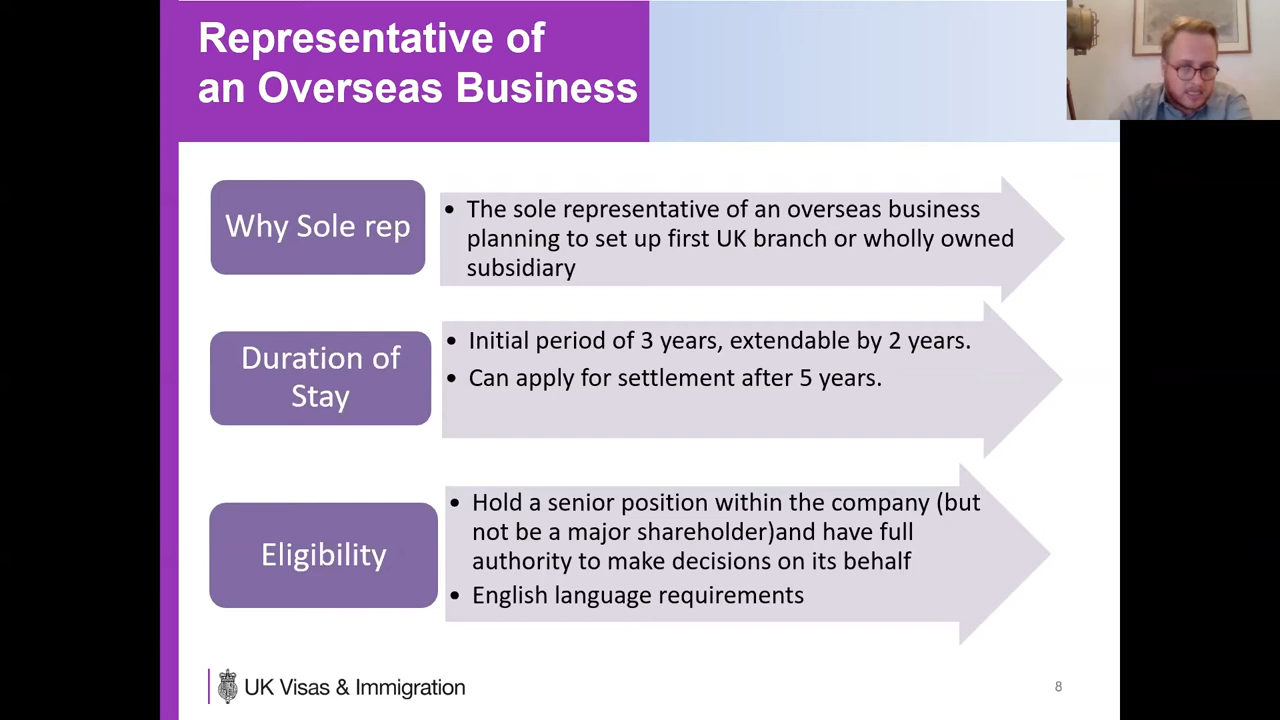 Representative of
an Overseas Business
Why Sole rep
• The sole representative of an overseas business
planning to set up first UK branch or wholly owned
subsidiary
Duration of
Stay
• Initial period of 3 years, extendable by 2 years.
• Can apply for settlement after 5 years.
Eligibility
• Hold a senior position within the company (but
not be a major shareholder)and have full
authority to make decisions on its behalf
• English language requirements
UK Visas & Immigration
8